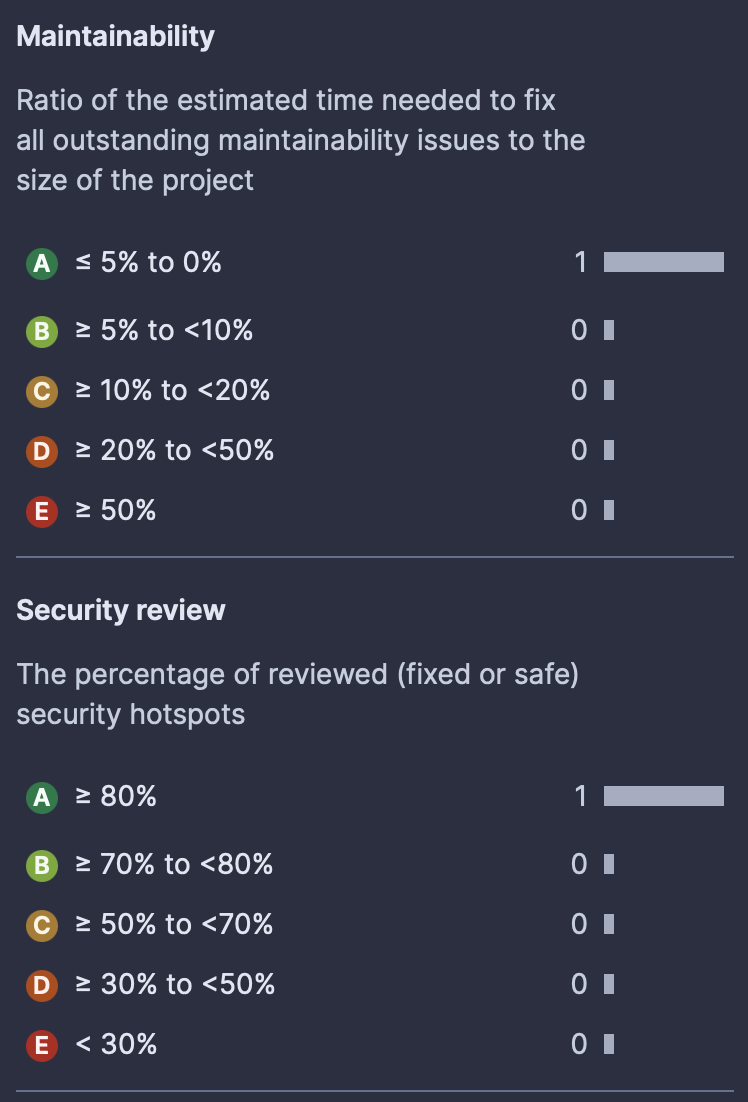 Maintainability
Ratio of the estimated time needed to fix
all outstanding maintainability issues to the
size of the project
A ≤ 5% to 0% 1
B ≥ 5% to <10% 0
C ≥ 10% to <20% 0
D ≥ 20% to <50% 0
E ≥ 50% 0
Security review
The percentage of reviewed (fixed or safe)
security hotspots
A ≥ 80% 1
B ≥ 70% to <80% 0
C ≥ 50% to <70% 0
D ≥ 30% to <50% 0
E < 30% 0